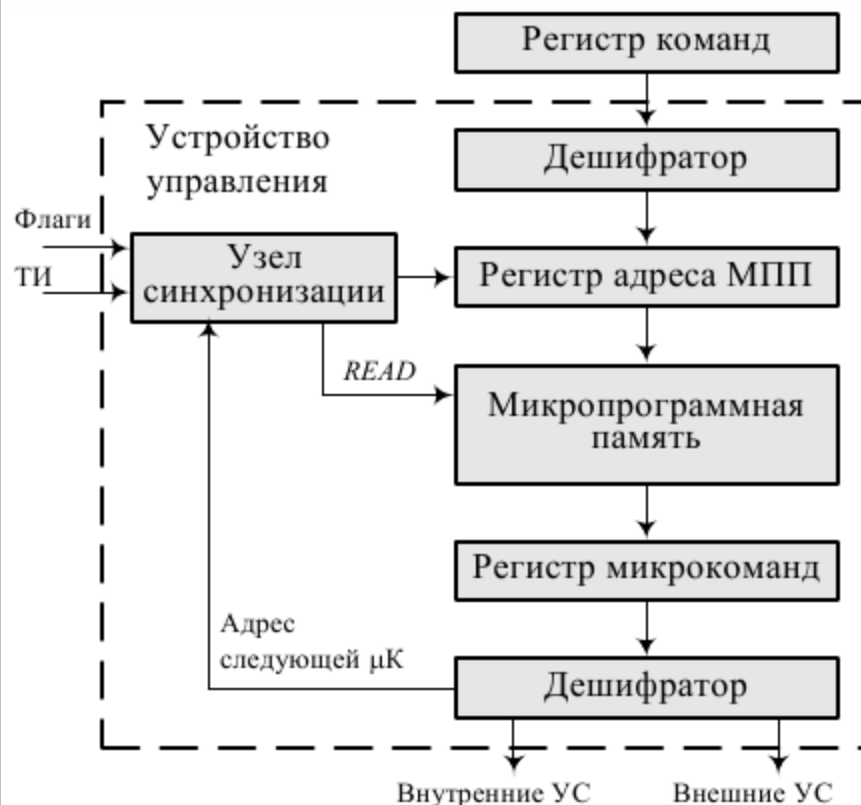 Регистр команд
Устройство
управления
Дешифратор
Флаги
ТИ
Узел
синхронизации
Регистр адреса МПП
READ
Микропрограммная
память
Регистр микрокоманд
Адрес
следующей μК
Дешифратор
Внутренние УС
Внешние УС